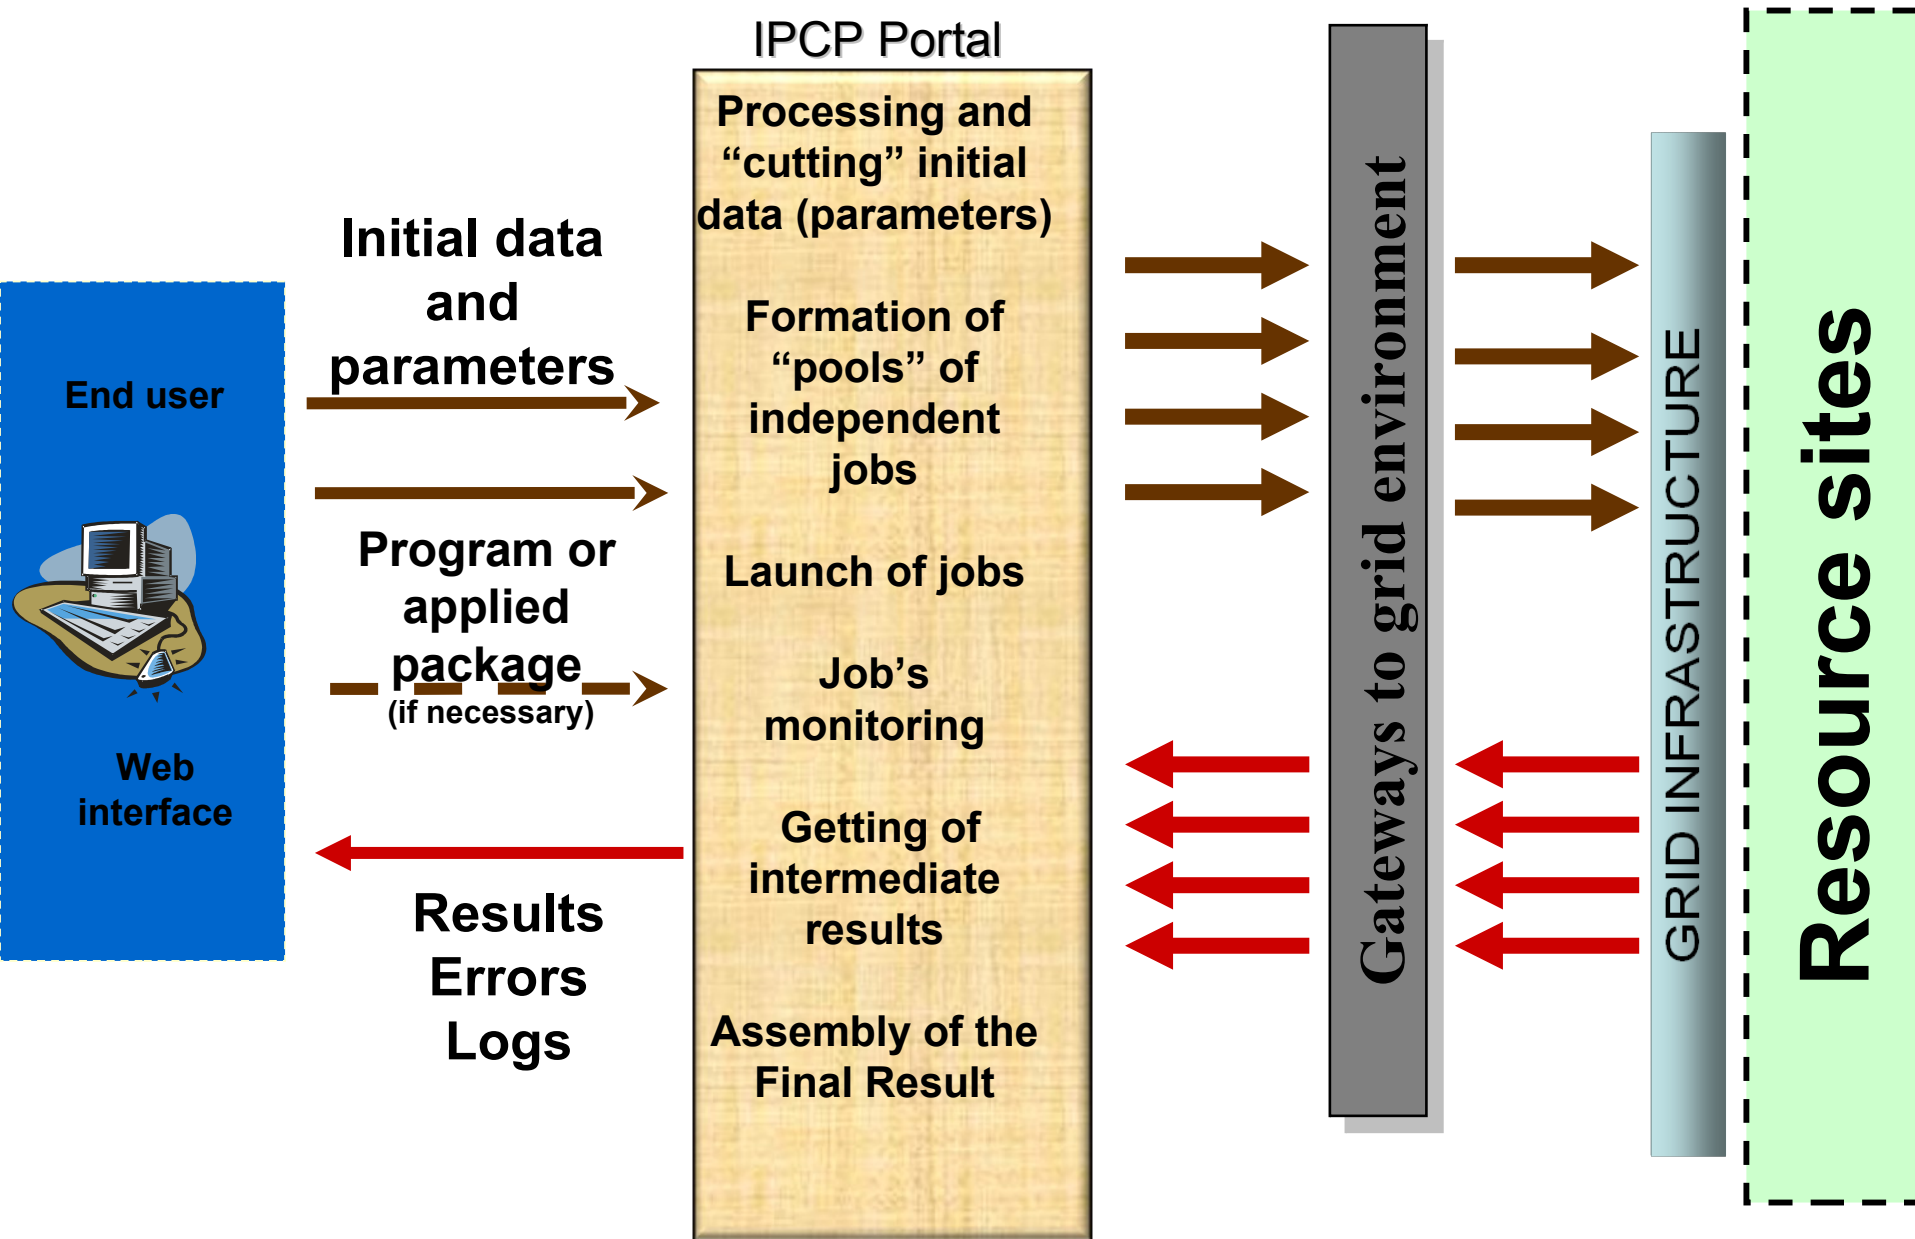 IPCP Portal
End user
Web
interface
Initial data
and
parameters
Program or
applied
package
(if necessary)
Results
Errors
Logs
Processing and
“cutting” initial
data (parameters)
Formation of
“pools” of
independent
jobs
Launch of jobs
Job’s
monitoring
Getting of
intermediate
results
Assembly of the
Final Result
Gateways to grid environment
GRID INFRASTRUCTURE
Resource sites